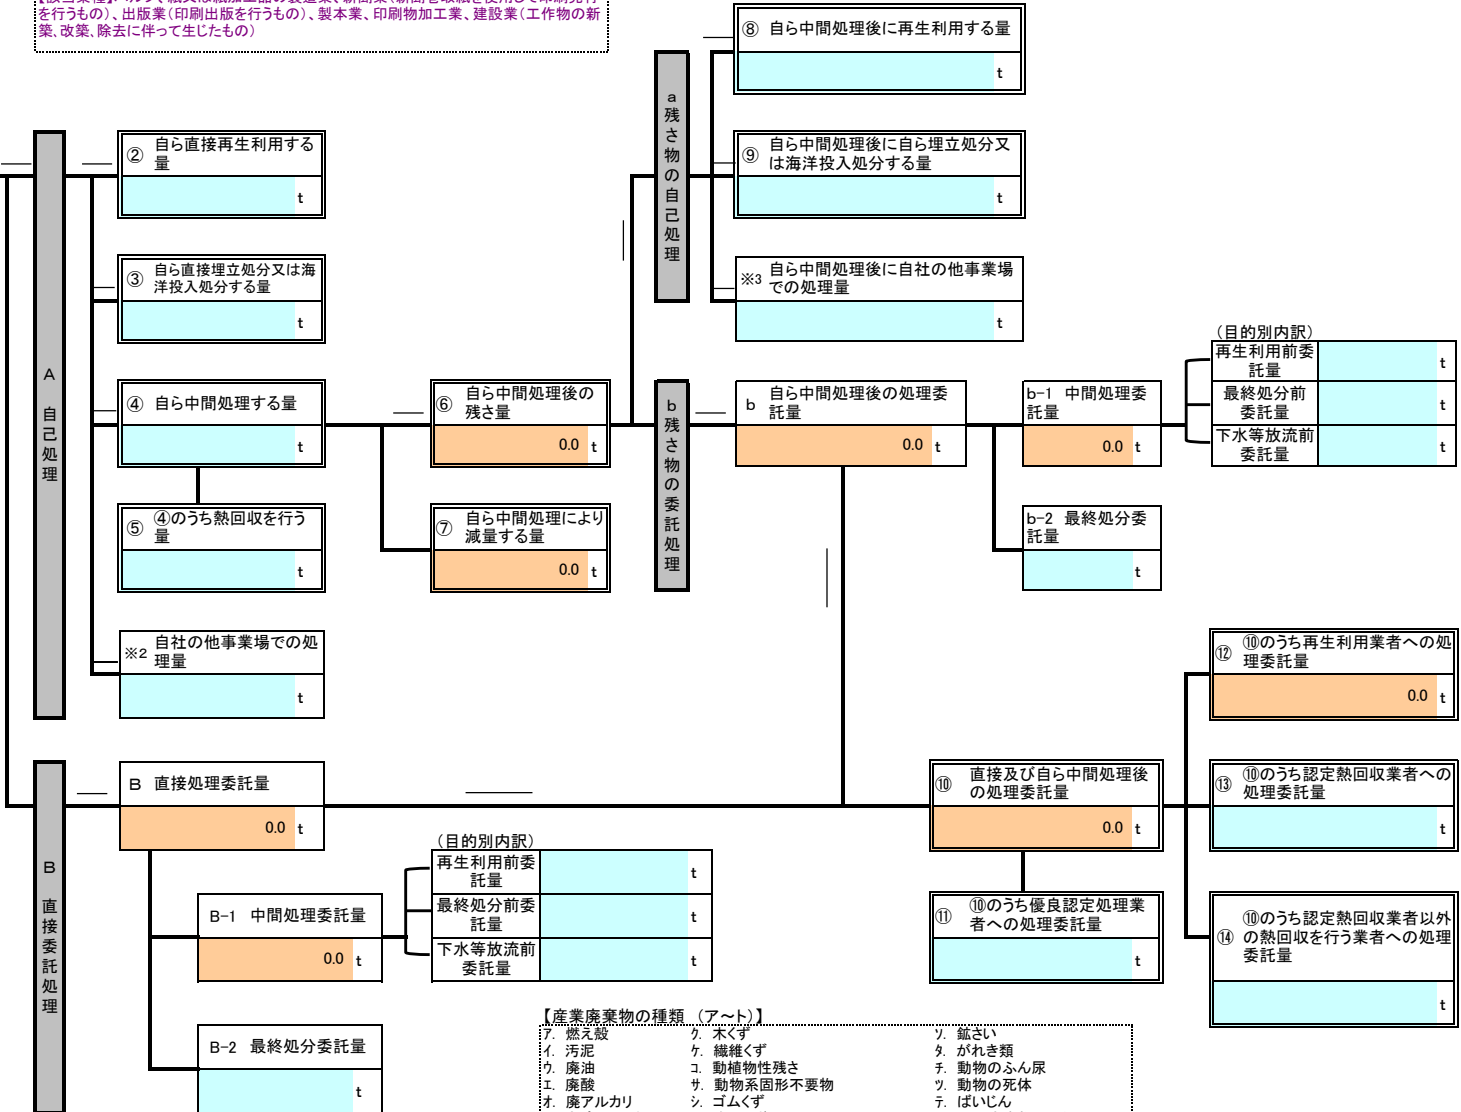 を行うもの)、出版業(印刷出版を行うもの)、製本業、印刷物加工業、建設業(工作物の新
築、改築、除去に伴って生じたもの)
⑧ 自ら中間処理後に再生利用する量
t
a 残さ物の自己処理
⑨ 自ら中間処理後に自ら埋立処分又
は海洋投入処分する量
t
※3 自ら中間処理後に自社の他事業場
での処理量
t
A 自己処理
② 自ら直接再生利用する
量
t
③ 自ら直接埋立処分又は海
洋投入処分する量
t
④ 自ら中間処理する量
t
⑤ ④のうち熱回収を行う
量
t
※2 自社の他事業場での処
理量
t
⑥ 自ら中間処理後の
残さ量
0.0 t
⑦ 自ら中間処理により
減量する量
0.0 t
b 残さ物の委託処理
b 自ら中間処理後の処理委
託量
0.0 t
b-1 中間処理委
託量
0.0 t
b-2 最終処分委
託量
t
(目的別内訳)
再生利用前委
託量
t
最終処分前
委託量
t
下水等放流前
委託量
t
B 直接委託処理
B 直接処理委託量
0.0 t
B-1 中間処理委託量
0.0 t
B-2 最終処分委託量
t
(目的別内訳)
再生利用前委
託量
t
最終処分前委
託量
t
下水等放流前
委託量
t
⑩ 直接及び自ら中間処理後
の処理委託量
0.0 t
⑪ ⑩のうち優良認定処理業
者への処理委託量
t
⑫ ⑩のうち再生利用業者への処
理委託量
0.0 t
⑬ ⑩のうち認定熱回収業者への
処理委託量
t
⑭ ⑩のうち認定熱回収業者以外
の熱回収を行う業者への処理
委託量
t
【産業廃棄物の種類 (ア~ト)】
ア. 燃え殻 ク. 木くず ソ. 鉱さい
イ. 汚泥 ケ. 繊維くず タ. がれき類
ウ. 廃油 コ. 動植物性残さ チ. 動物のふん尿
エ. 廃酸 サ. 動物系固形不要物 ツ. 動物の死体
オ. 廃アルカリ シ. ゴムくず テ. ばいじん